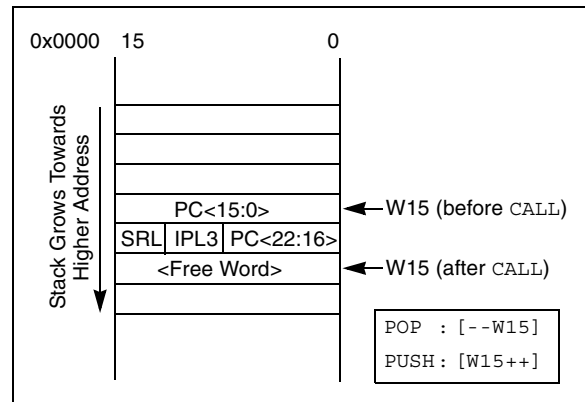 0x0000 15 0
Stack Grows Towards
Higher Address
PC<15:0>
W15 (before CALL)
SRL IPL3 PC<22:16>
<Free Word>
W15 (after CALL)
POP : [--W15]
PUSH : [W15++]